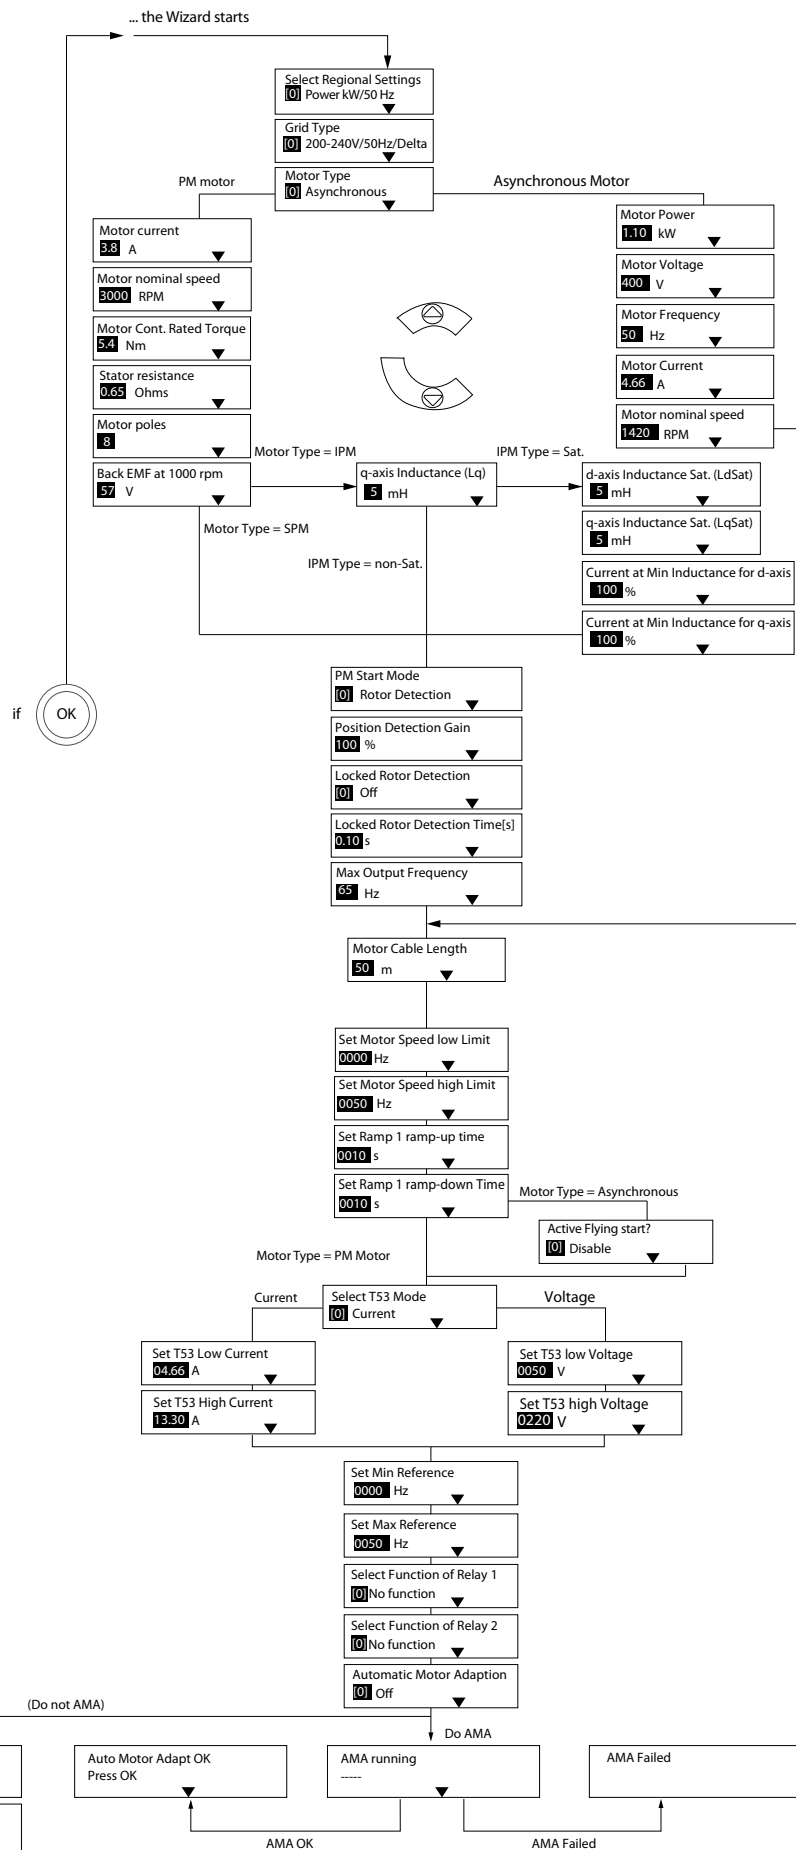 ... the Wizard starts
Select Regional Settings
[0] Power kW/50 Hz
Grid Type
[0] 200-240V/50Hz/Delta
Motor Type
[0] Asynchronous
PM motor
Asynchronous Motor
Motor current
3.8 A
Motor nominal speed
3000 RPM
Motor Cont. Rated Torque
5.4 Nm
Stator resistance
0.65 Ohms
Motor poles
8
Back EMF at 1000 rpm
57 V
Motor Power
1.10 kW
Motor Voltage
400 V
Motor Frequency
50 Hz
Motor Current
4.66 A
Motor nominal speed
1420 RPM
Motor Type = IPM
IPM Type = Sat.
q-axis Inductance (Lq)
5 mH
d-axis Inductance Sat. (LdSat)
5 mH
q-axis Inductance Sat. (LqSat)
5 mH
Current at Min Inductance for d-axis
100 %
Current at Min Inductance for q-axis
100 %
Motor Type = SPM
IPM Type = non-Sat.
PM Start Mode
[0] Rotor Detection
Position Detection Gain
100 %
Locked Rotor Detection
[0] Off
Locked Rotor Detection Time[s]
0.10 s
Max Output Frequency
65 Hz
if
OK
Motor Cable Length
50 m
Set Motor Speed low Limit
0000 Hz
Set Motor Speed high Limit
0050 Hz
Set Ramp 1 ramp-up time
0010 s
Set Ramp 1 ramp-down Time
0010 s
Motor Type = Asynchronous
Active Flying start?
[0] Disable
Motor Type = PM Motor
Current
Select T53 Mode
[0] Current
Voltage
Set T53 Low Current
04.66 A
Set T53 High Current
13.30 A
Set T53 low Voltage
0050 V
Set T53 high Voltage
0220 V
Set Min Reference
0000 Hz
Set Max Reference
0050 Hz
Select Function of Relay 1
[0] No function
Select Function of Relay 2
[0] No function
Automatic Motor Adaption
[0] Off
(Do not AMA)
Do AMA
Auto Motor Adapt OK
Press OK
AMA running
-----
AMA Failed
AMA OK
AMA Failed